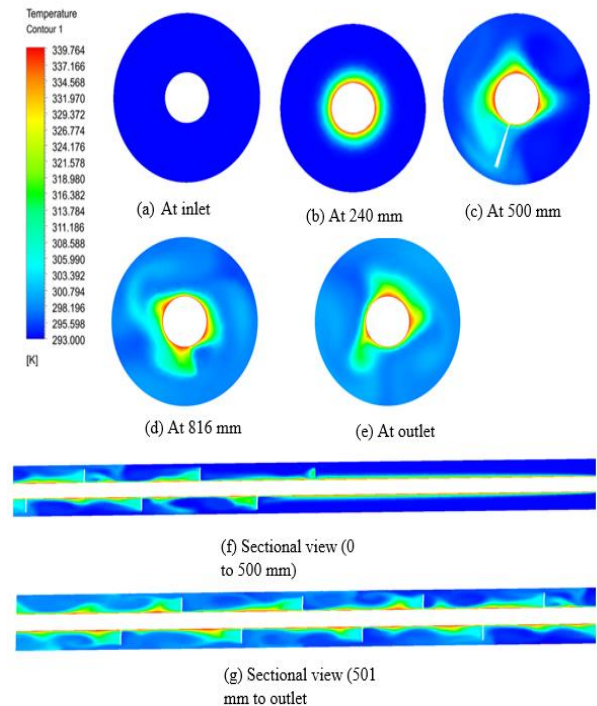 Temperature
Contour 1
339.764
337.166
334.568
331.970
329.372
326.774
324.176
321.578
318.980
316.382
313.784
311.186
308.588
305.990
303.392
300.794
298.196
295.598
293.000
[K]
(a) At inlet
(b) At 240 mm
(c) At 500 mm
(d) At 816 mm
(e) At outlet
(f) Sectional view (0
to 500 mm)
(g) Sectional view (501
mm to outlet